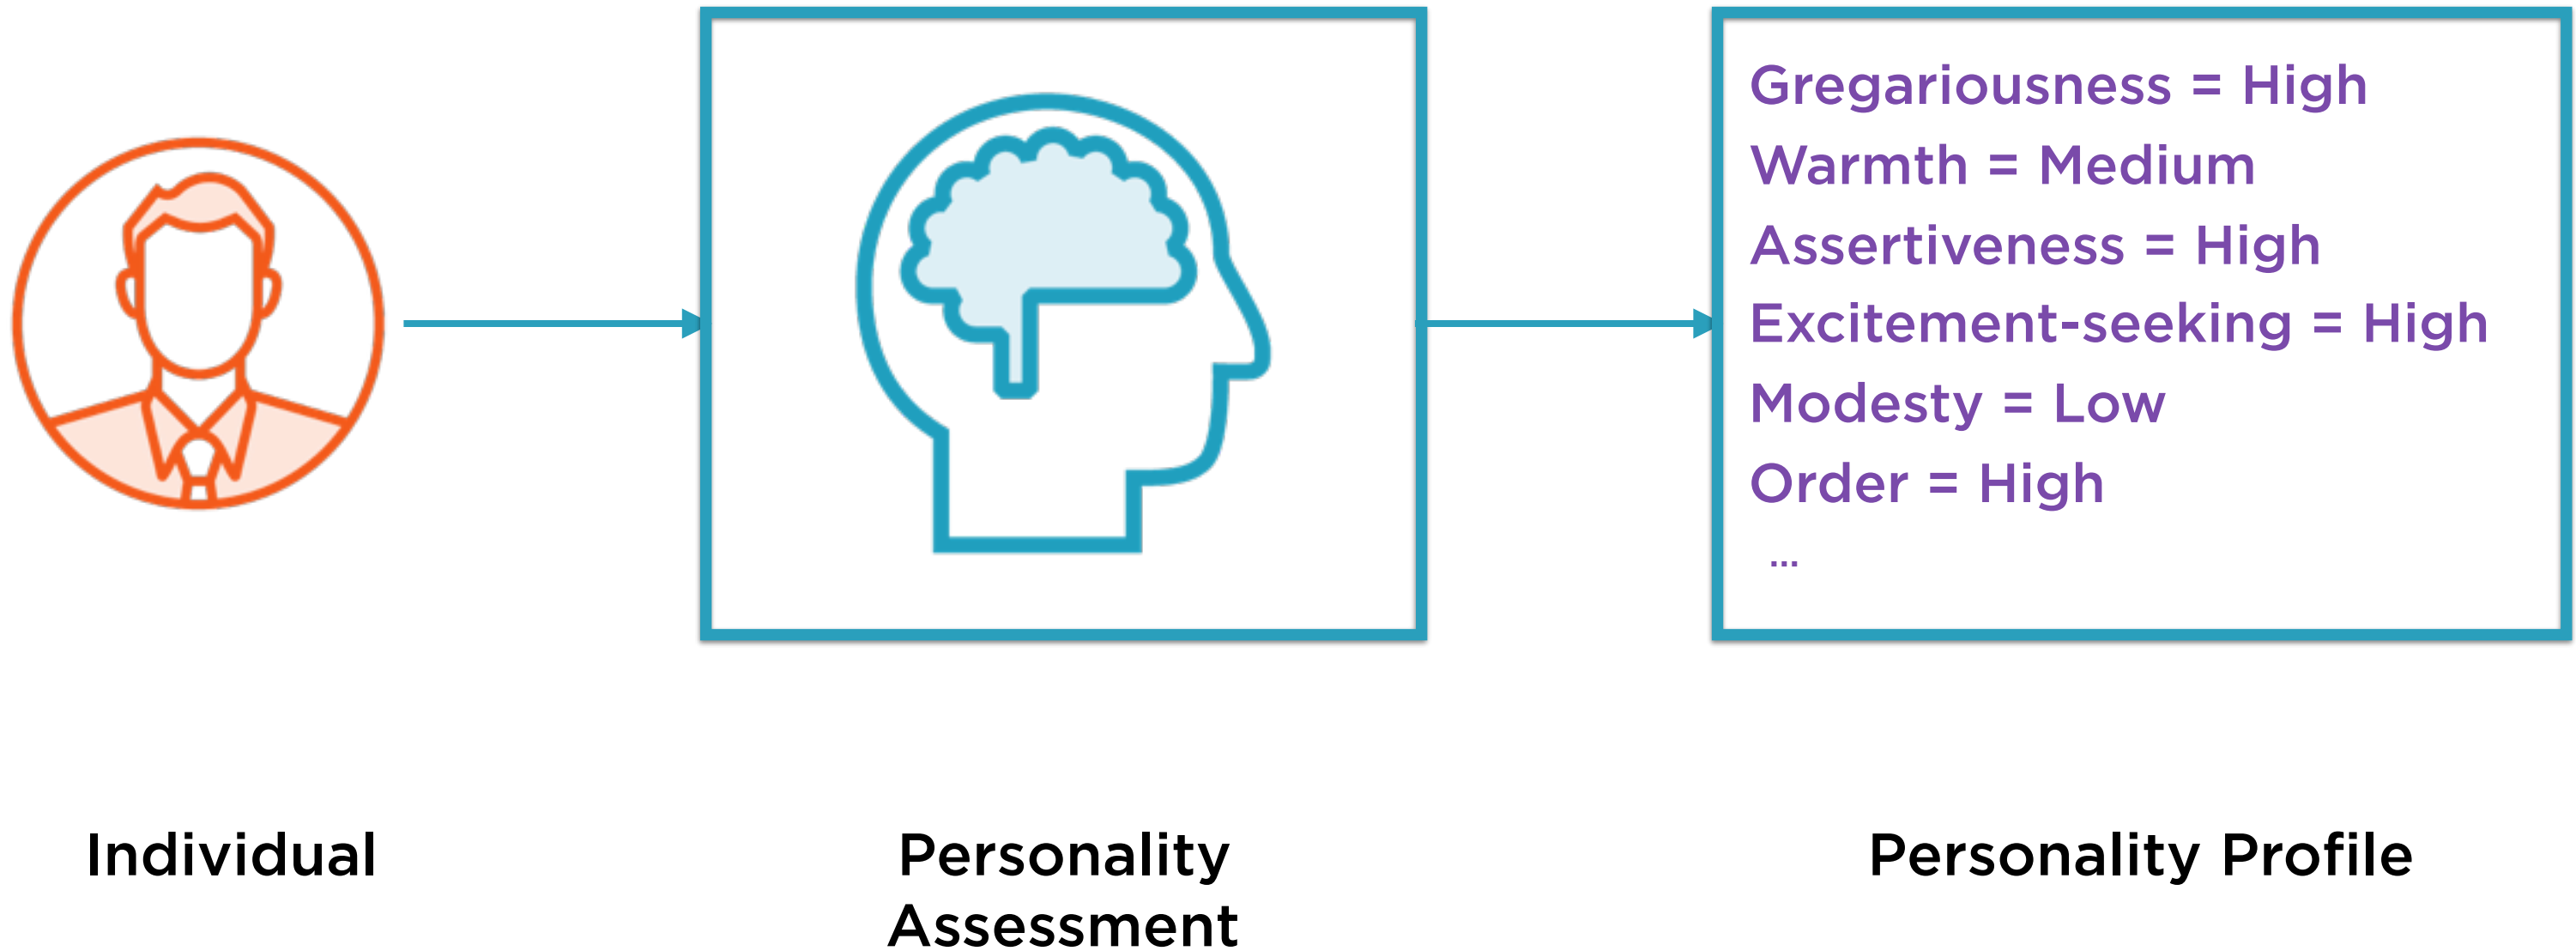 Gregariousness = High
Warmth = Medium
Assertiveness = High
Excitement-seeking = High
Modesty = Low
Order = High
...
Individual
Personality
Assessment
Personality Profile